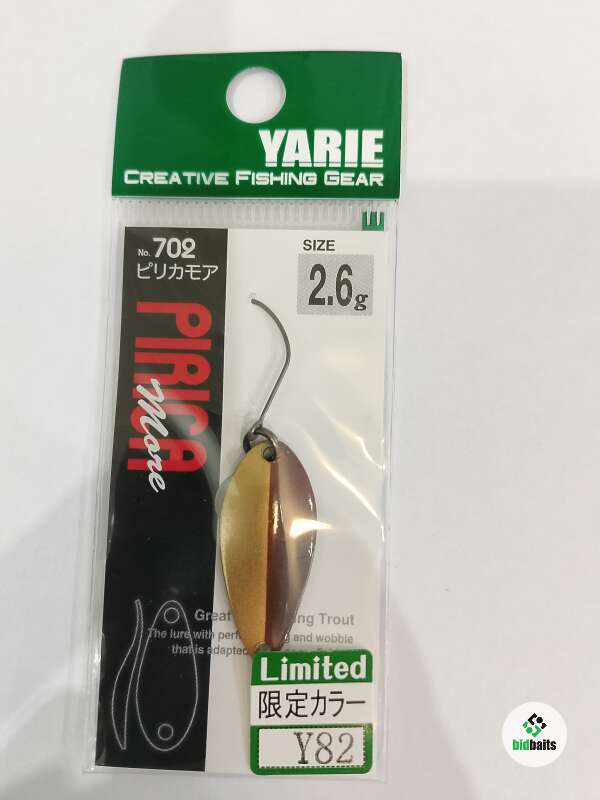 YARIE
CREATIVE FISHING GEAR
No. 702
ピリカモア
SIZE
2.6g
PIRICA
More
Great ing Trout
The lure with and wobble
that is adapted
Limited
限定カラー
Y82
bidbaits